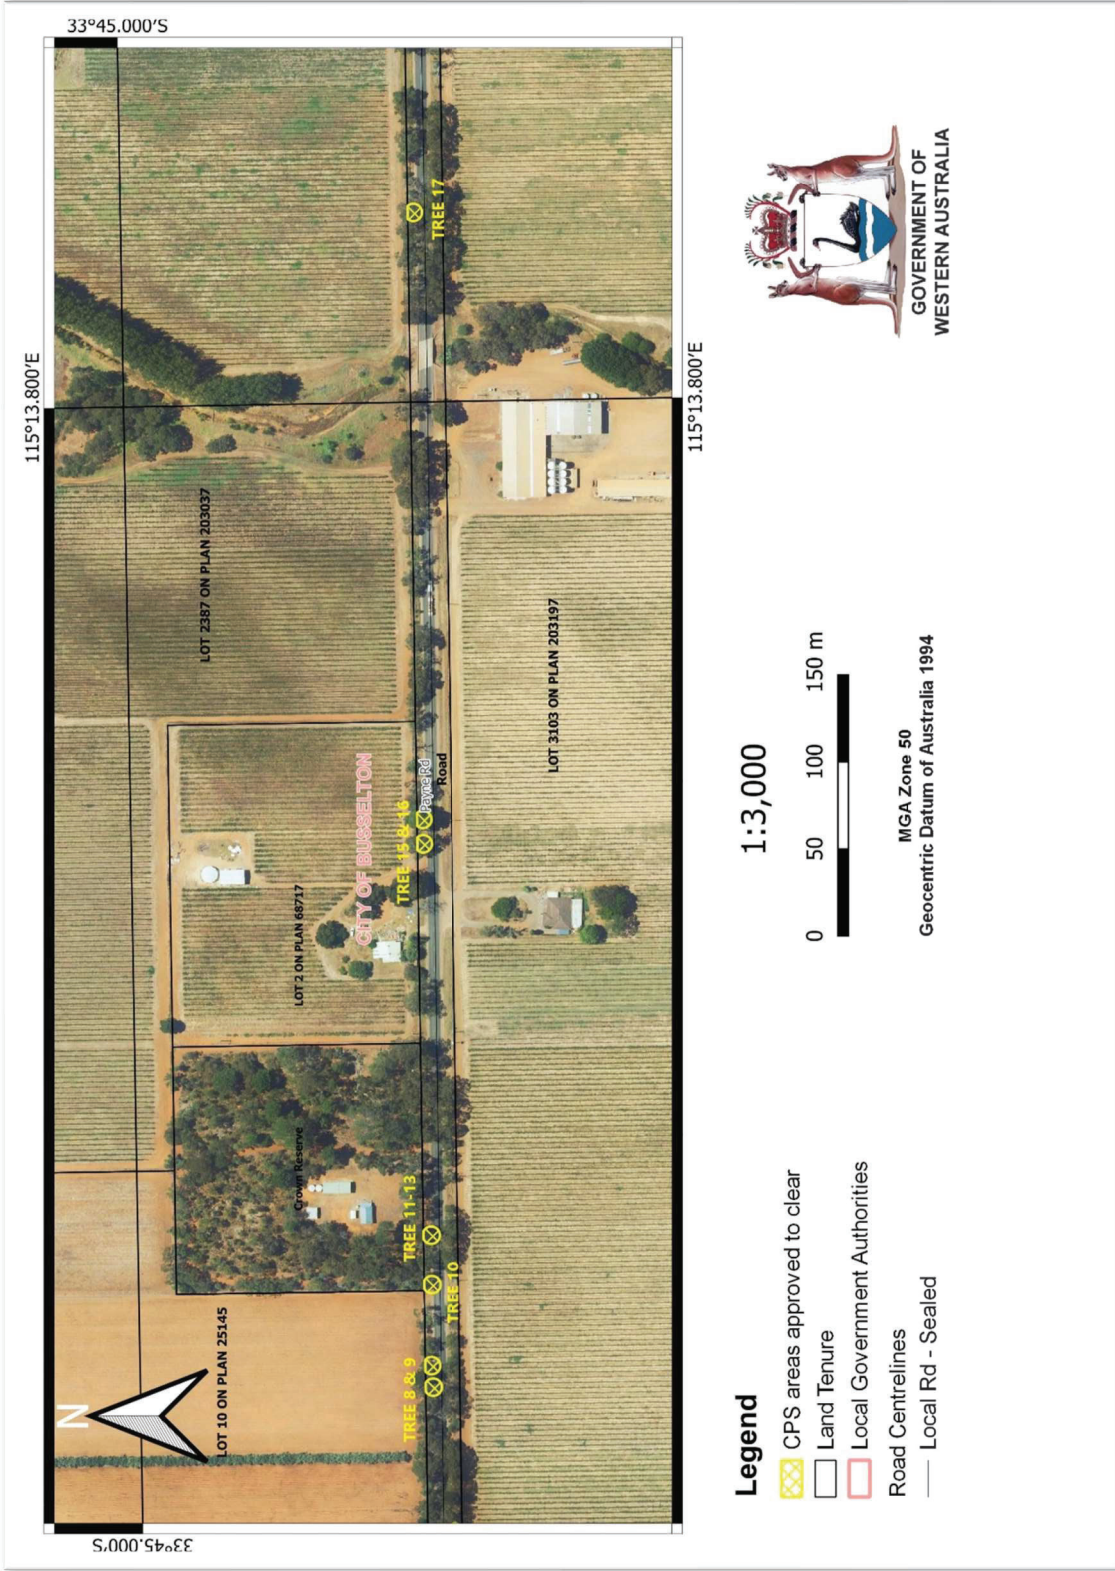 33°45.000'S
115°13.800'E
N
LOT 10 ON PLAN 25145
LOT 2387 ON PLAN 203037
LOT 2 ON PLAN 68717
Crown Reserve
CITY OF BUSSELTON
TREE 8 & 9
TREE 10
TREE 11-13
TREE 15 & 16
TREE 17
Payne Rd
Road
LOT 3103 ON PLAN 203197
33°45.000'S
115°13.800'E
Legend
CPS areas approved to clear
Land Tenure
Local Government Authorities
Road Centrelines
Local Rd - Sealed
1:3,000
0 50 100 150 m
MGA Zone 50
Geocentric Datum of Australia 1994
GOVERNMENT OF
WESTERN AUSTRALIA